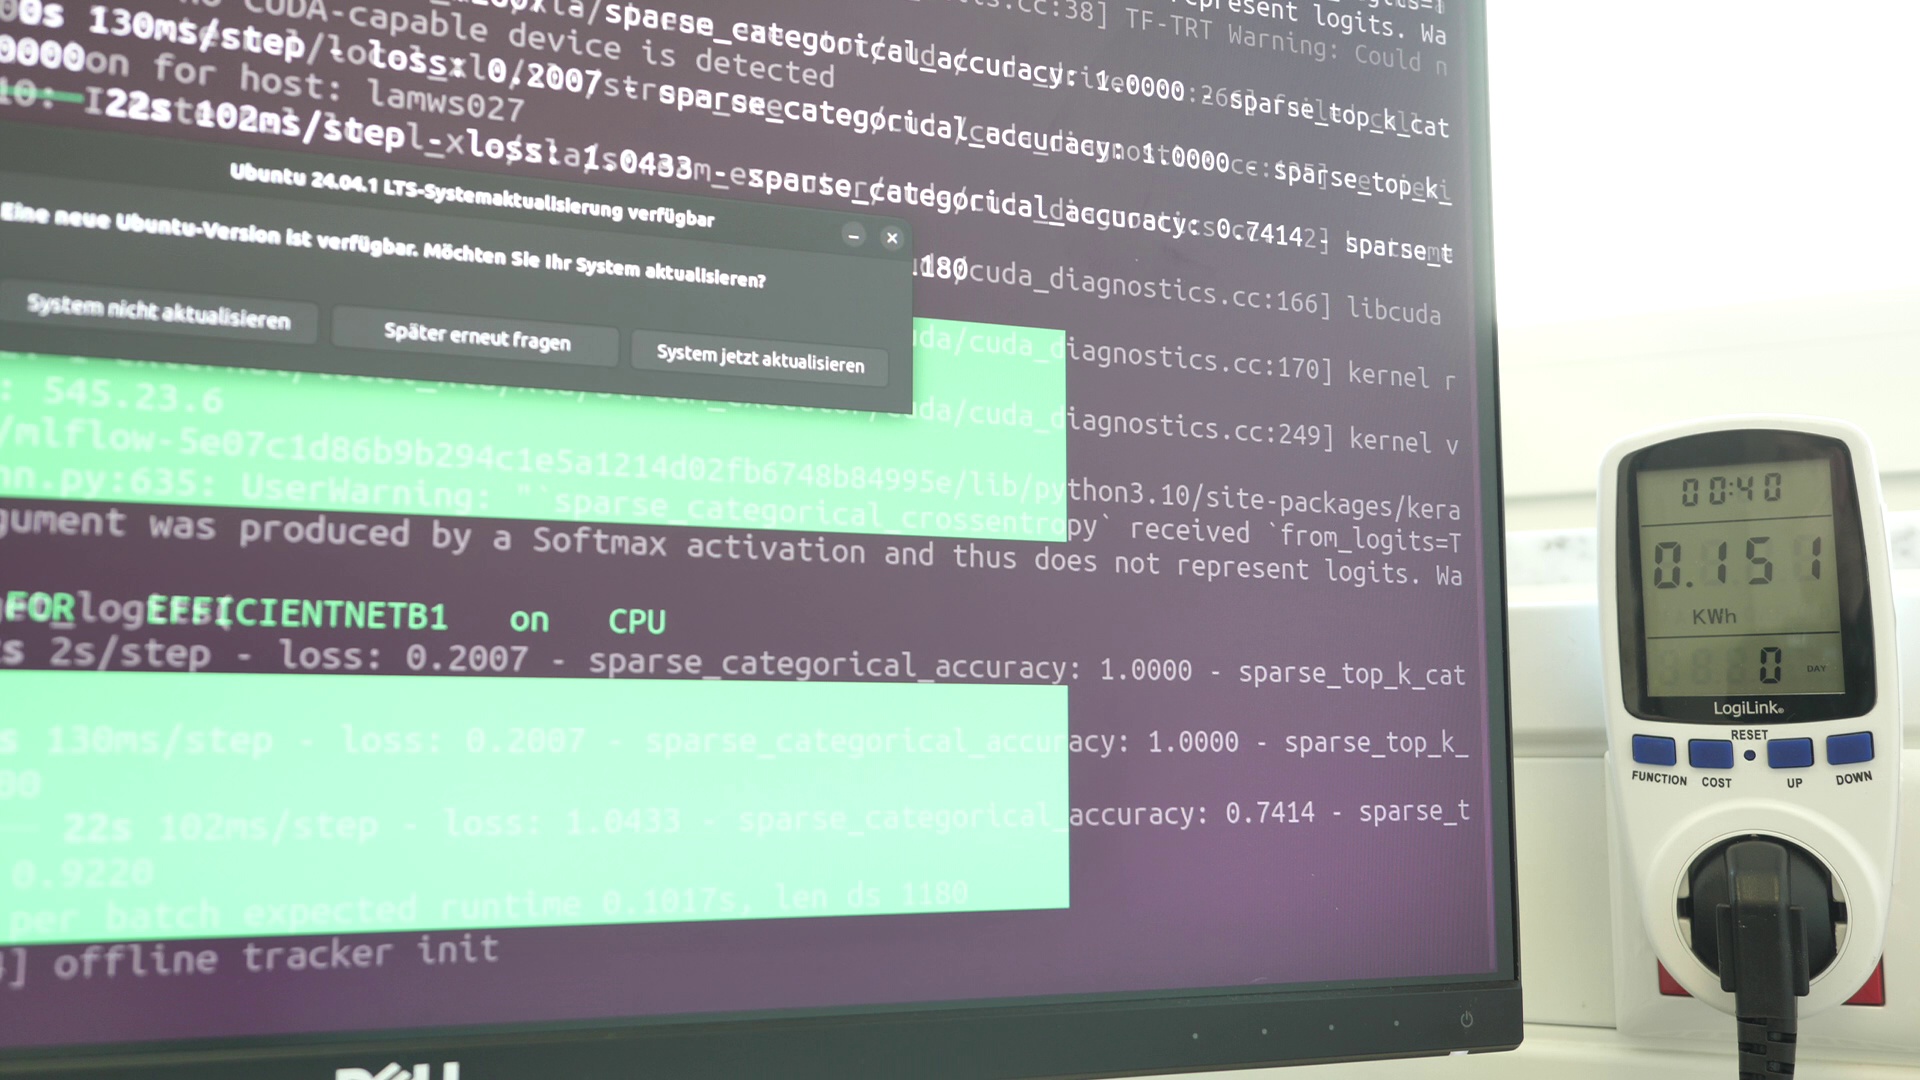 CUDA-capable device is detected
130ms/step
loss: 0.2007
sparse_categorical_accuracy: 1.0000 - sparse_top_k_cat
on for host: lamws027
sparse_categorical_accuracy: 1.0000
22s 102ms/step
loss: 1.0433
sparse_categorical_accuracy: 0.7414 - sparse_t
TF-TRT Warning: Could n
represent logits. Wa
Ubuntu 24.04.1 LTS-Systemaktualisierung verfügbar
Eine neue Ubuntu-Version ist verfügbar. Möchten Sie Ihr System aktualisieren?
System nicht aktualisieren
Später erneut fragen
System jetzt aktualisieren
1180
cuda_diagnostics.cc:166] libcuda
da/cuda_diagnostics.cc:170] kernel r
: 545.23.6
da/cuda_diagnostics.cc:249] kernel v
/mlflow-5e07c1d86b9b294c1e5a1214d02fb6748b84995e/lib/python3.10/site-packages/kera
nn.py:635: UserWarning: "`sparse_categorical_crossentropy` received `from_logits=T
gument was produced by a Softmax activation and thus does not represent logits. Wa
FOR EFFICIENTNETB1 on CPU
s 2s/step - loss: 0.2007 - sparse_categorical_accuracy: 1.0000 - sparse_top_k_cat
s 130ms/step - loss: 0.2007 - sparse_categorical_accuracy: 1.0000 - sparse_top_k_
00
22s 102ms/step - loss: 1.0433 - sparse_categorical_accuracy: 0.7414 - sparse_t
0.9220
per batch expected runtime 0.1017s, len ds 1180
] offline tracker init
DELL
00:40
0.151
KWh
0 DAY
LogiLink®
RESET
FUNCTION COST UP DOWN